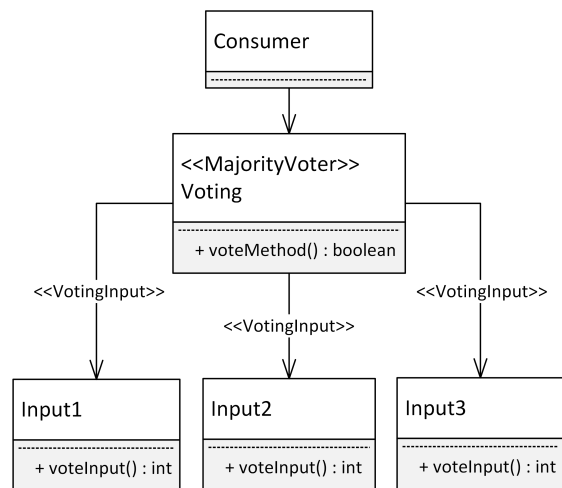 Consumer
<<MajorityVoter>>
Voting
+ voteMethod() : boolean
<<VotingInput>>
<<VotingInput>>
<<VotingInput>>
Input1
+ voteInput() : int
Input2
+ voteInput() : int
Input3
+ voteInput() : int